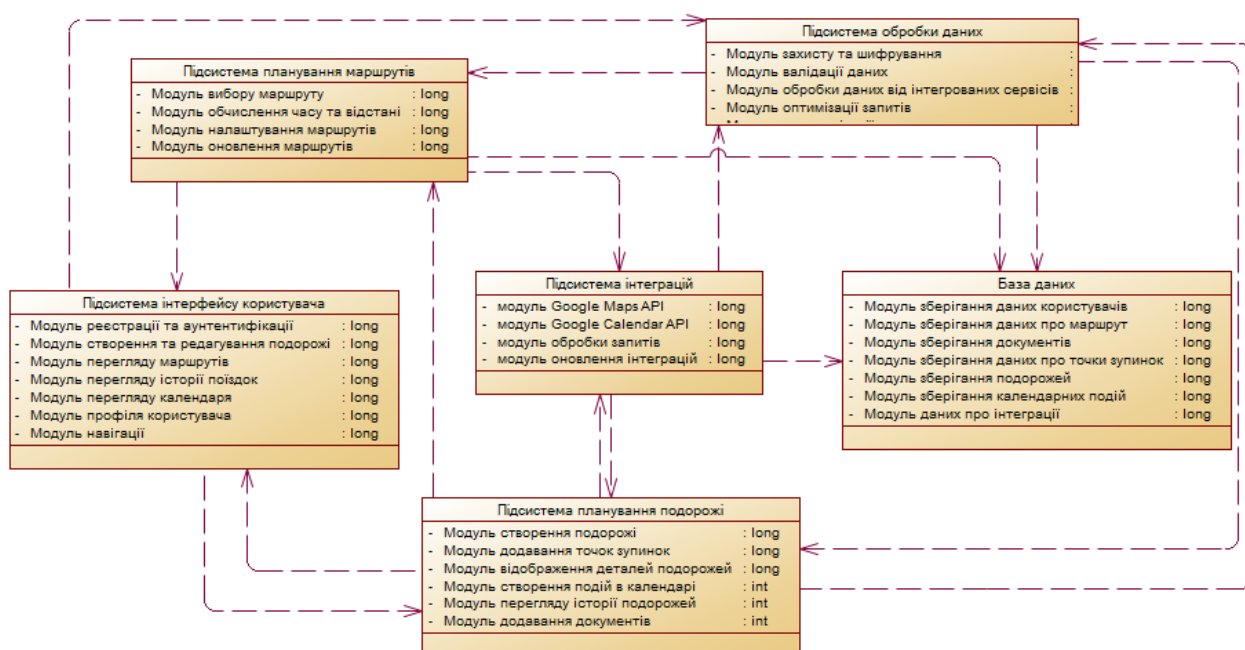 Підсистема обробки даних
- Модуль захисту та шифрування :
- Модуль валідації даних :
- Модуль обробки даних від інтегрованих сервісів :
- Модуль оптимізації запитів :
Підсистема планування маршрутів
- Модуль вибору маршруту : long
- Модуль обчислення часу та відстані : long
- Модуль налаштування маршрутів : long
- Модуль оновлення маршрутів : long
Підсистема інтерфейсу користувача
- Модуль реєстрації та аунтентифікації : long
- Модуль створення та редагування подорожі : long
- Модуль перегляду маршрутів : long
- Модуль перегляду історії поїздок : long
- Модуль перегляду календаря : long
- Модуль профіля користувача : long
- Модуль навігації : long
Підсистема інтеграцій
- модуль Google Maps API : long
- модуль Google Calendar API : long
- модуль обробки запитів : long
- модуль оновлення інтеграцій : long
База даних
- Модуль зберігання даних користувачів : long
- Модуль зберігання даних про маршрут : long
- Модуль зберігання документів : long
- Модуль зберігання даних про точки зупинок : long
- Модуль зберігання подорожей : long
- Модуль зберігання календарних подій : long
- Модуль даних про інтеграції : long
Підсистема планування подорожі
- Модуль створення подорожі : long
- Модуль додавання точок зупинок : long
- Модуль відображення деталей подорожей : long
- Модуль створення подій в календарі : int
- Модуль перегляду історії подорожей : int
- Модуль додавання документів : int